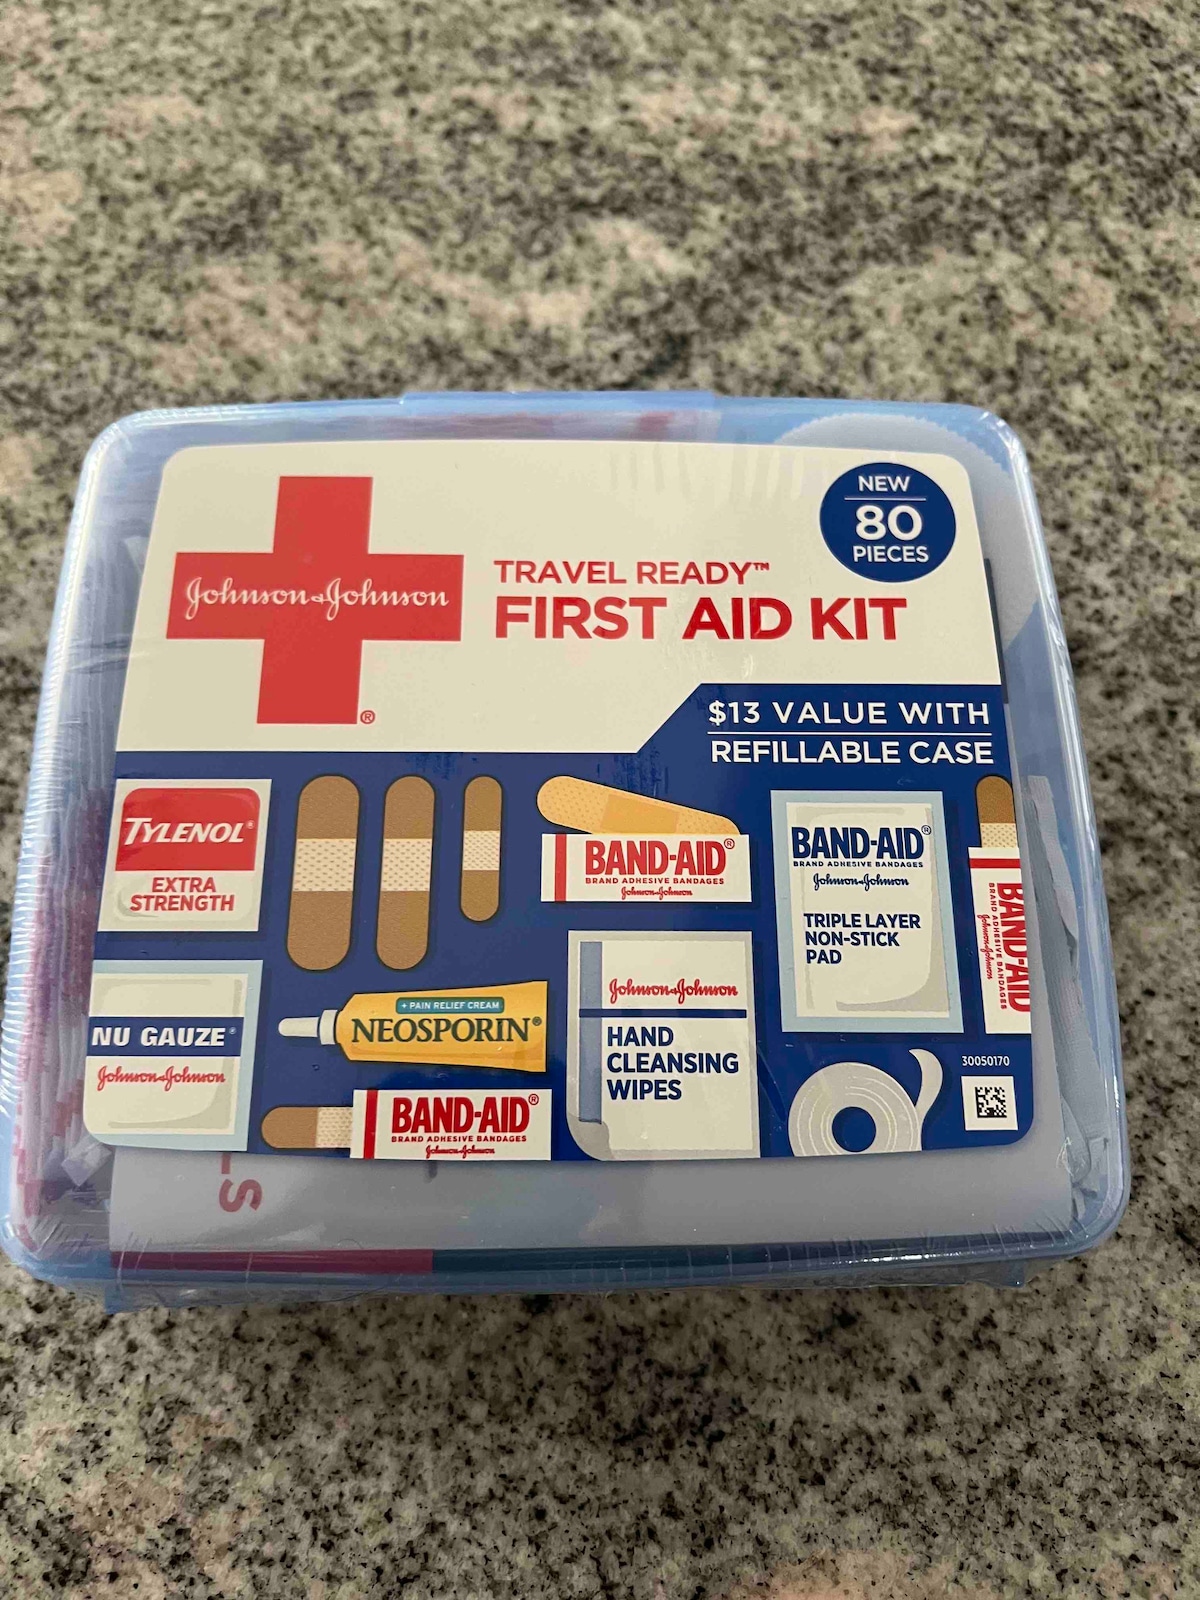 NEW
80
PIECES
Johnson & Johnson
TRAVEL READY™
FIRST AID KIT
®
$13 VALUE WITH
REFILLABLE CASE
TYLENOL®
EXTRA
STRENGTH
BAND-AID®
BRAND ADHESIVE BANDAGES
Johnson & Johnson
BAND-AID®
BRAND ADHESIVE BANDAGES
Johnson & Johnson
TRIPLE LAYER
NON-STICK
PAD
BAND-AID
BRAND ADHESIVE BANDAGES
Johnson & Johnson
NU GAUZE®
Johnson & Johnson
+ PAIN RELIEF CREAM
NEOSPORIN®
Johnson & Johnson
HAND
CLEANSING
WIPES
30050170
BAND-AID®
BRAND ADHESIVE BANDAGES
Johnson & Johnson